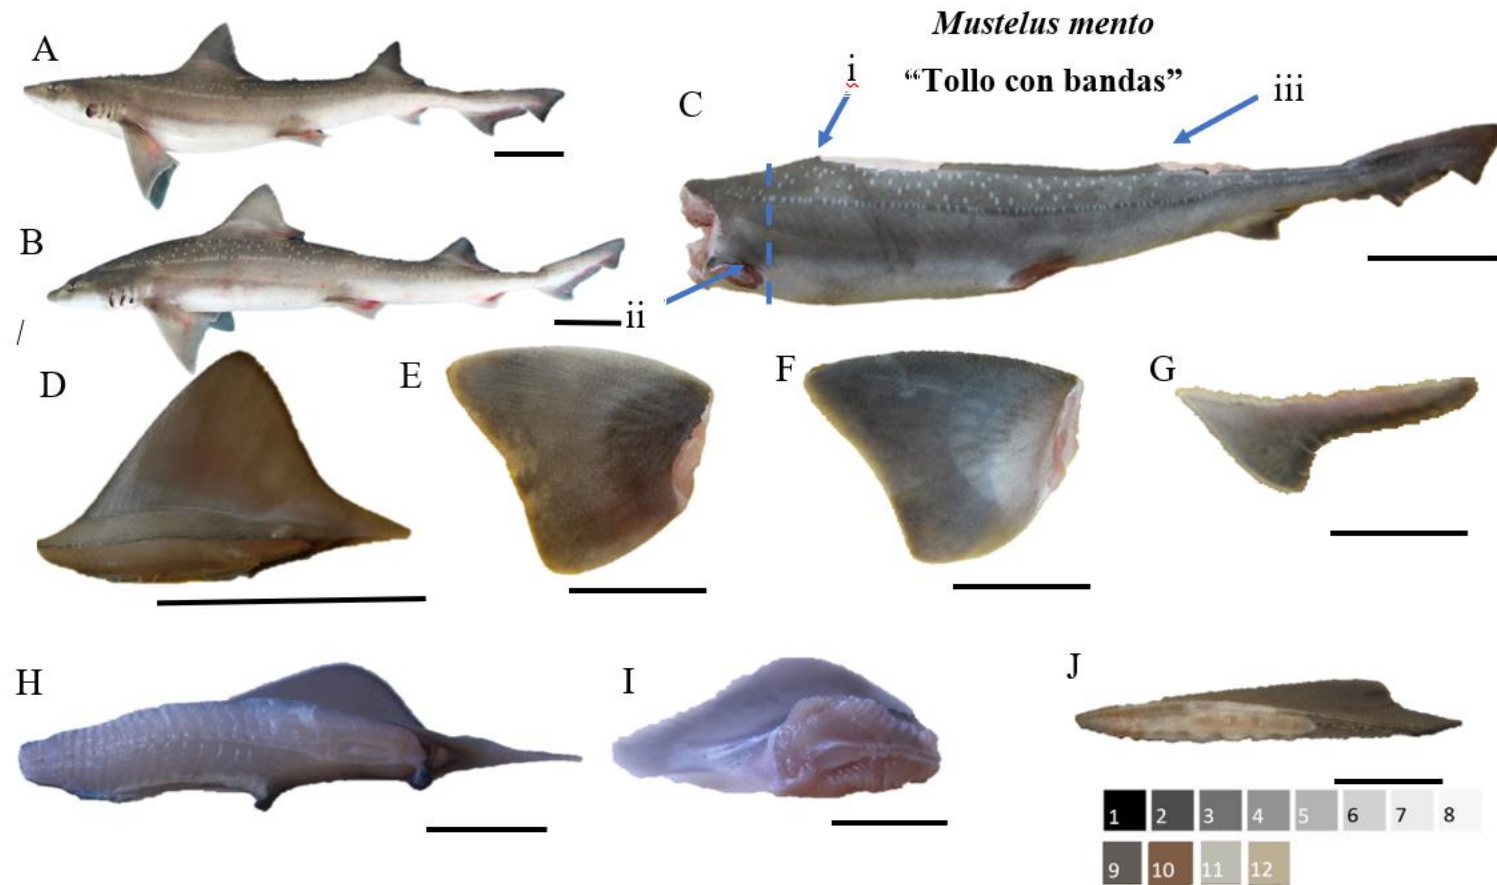 Mustelus mento
“Tollo con bandas”
A
i
iii
C
B
ii
/
D
E
F
G
H
I
J
1 2 3 4 5 6 7 8
9 10 11 12